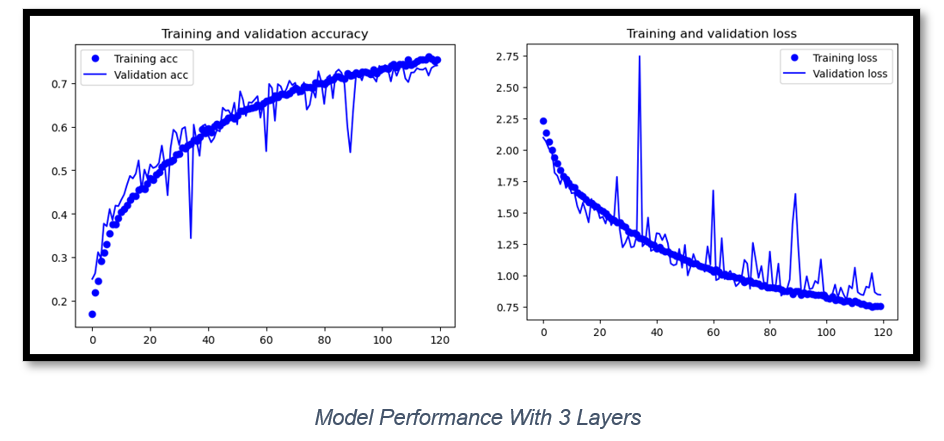 Training and validation accuracy
Training acc
Validation acc
0.7
0.6
0.5
0.4
0.3
0.2
0 20 40 60 80 100 120
Training and validation loss
Training loss
Validation loss
2.75
2.50
2.25
2.00
1.75
1.50
1.25
1.00
0.75
0 20 40 60 80 100 120
Model Performance With 3 Layers